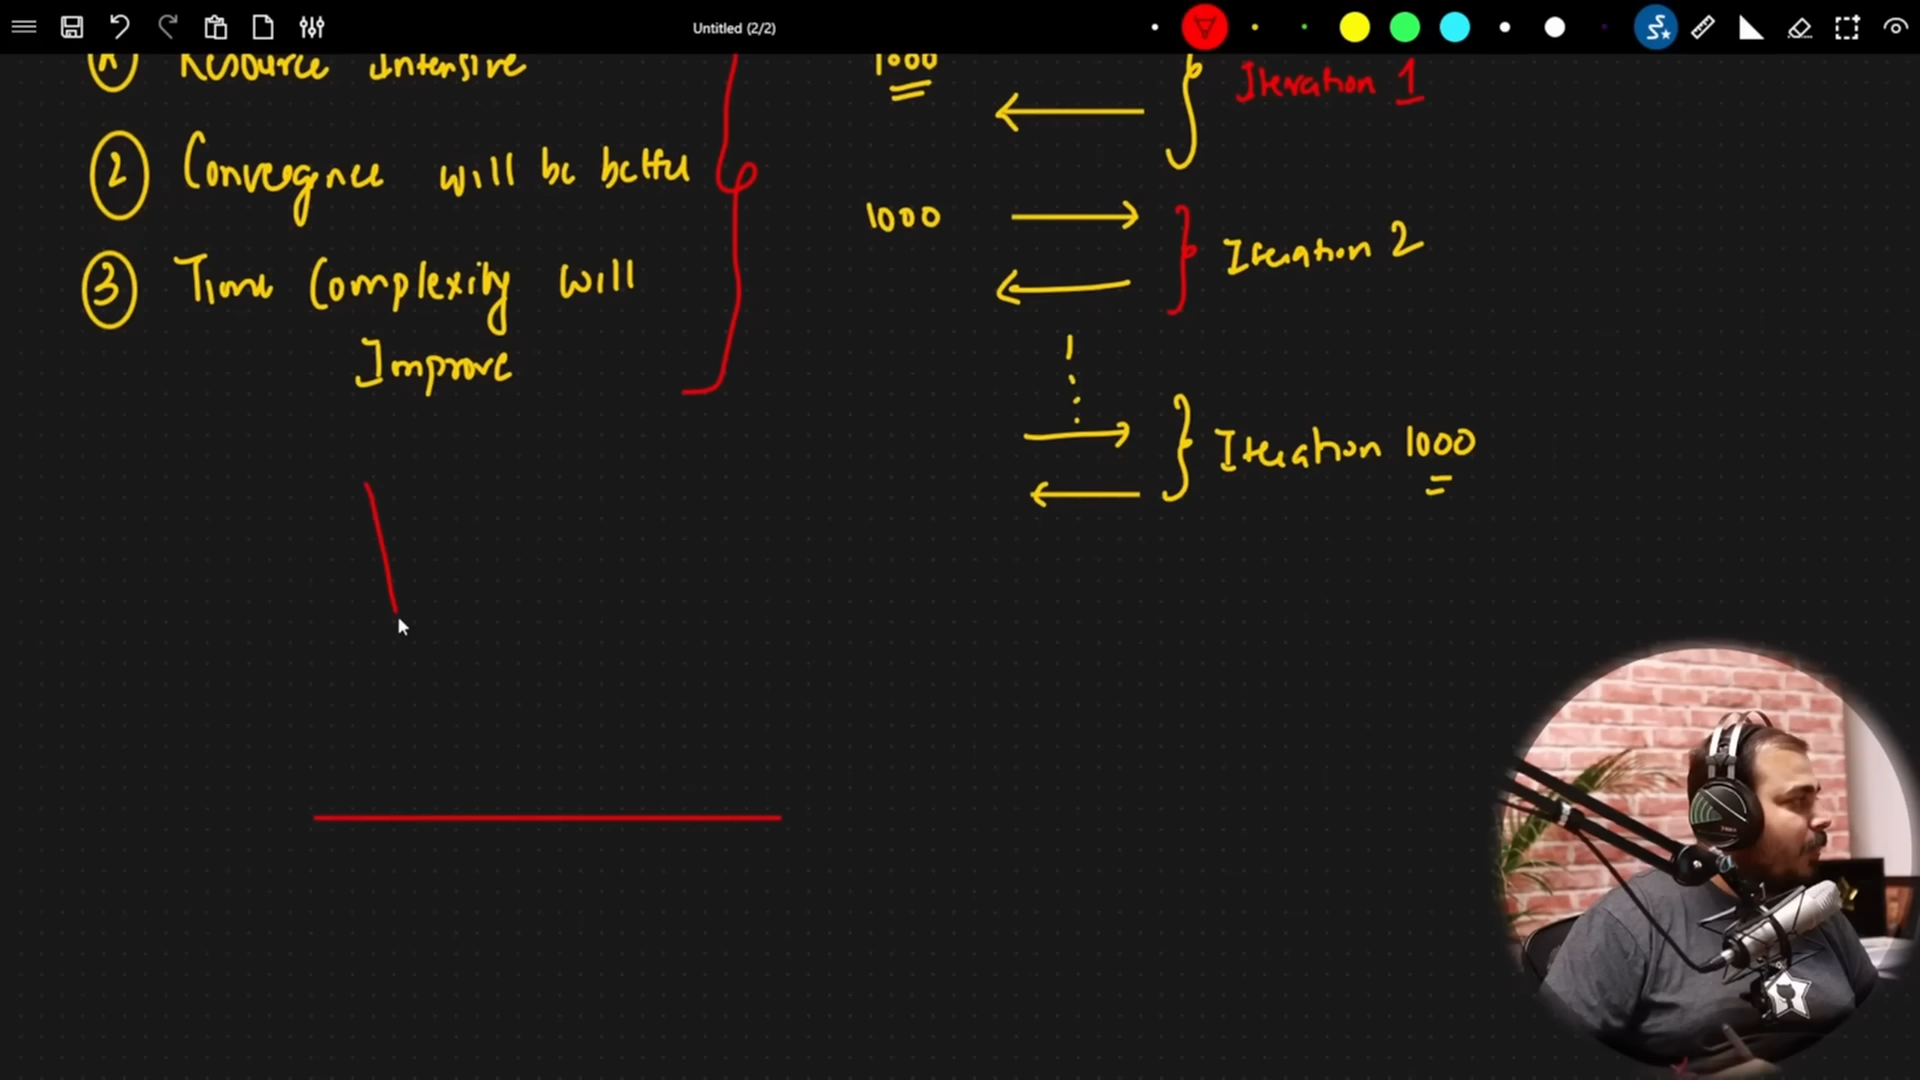 Untitled (2/2)
Resource Intensive
② Convergence will be better
③ Time Complexity will
Improve
1000
Iteration 1
1000
Iteration 2
Iteration 1000